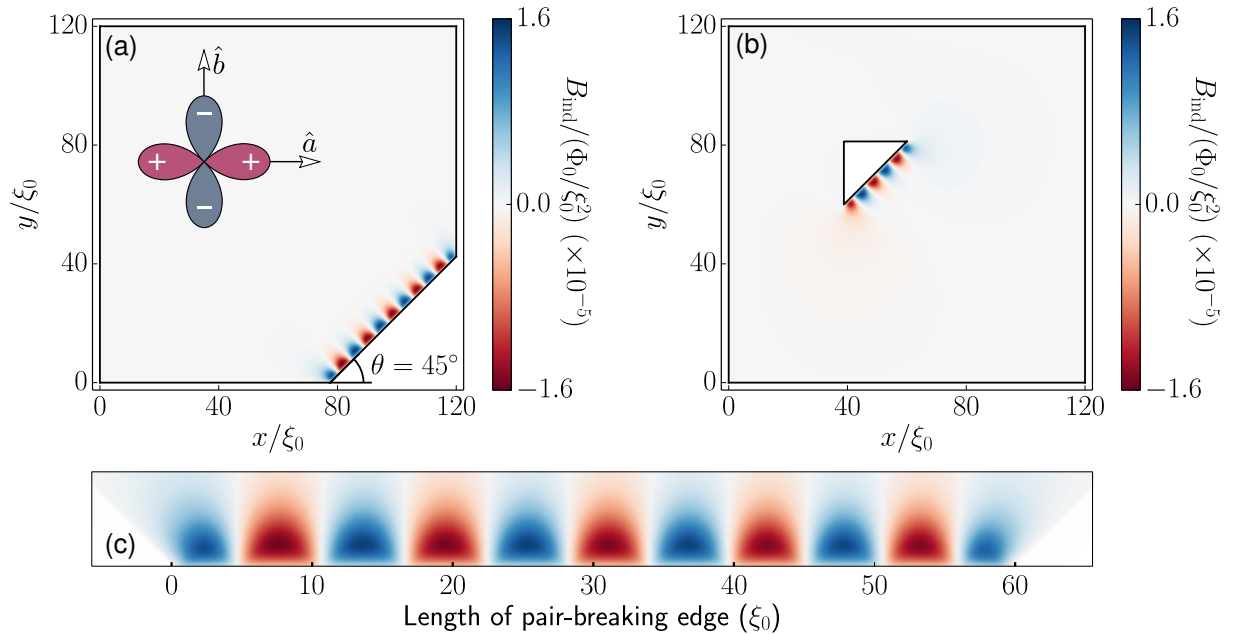 (a)
b̂
â
−
+
+
−
θ = 45°
120
80
40
0
y/ξ₀
0
40
80
120
x/ξ₀
1.6
0.0
−1.6
B_ind/(Φ₀/ξ₀²) (×10⁻⁵)
(b)
120
80
40
0
y/ξ₀
0
40
80
120
x/ξ₀
1.6
0.0
−1.6
B_ind/(Φ₀/ξ₀²) (×10⁻⁵)
(c)
0
10
20
30
40
50
60
Length of pair-breaking edge (ξ₀)